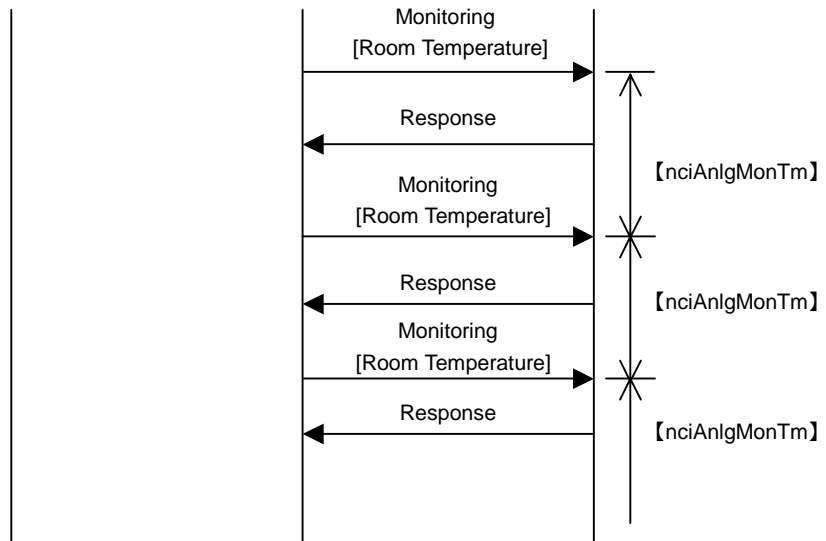 Monitoring
[Room Temperature]
Response
【nciAnlgMonTm】
Monitoring
[Room Temperature]
Response
【nciAnlgMonTm】
Monitoring
[Room Temperature]
Response
【nciAnlgMonTm】